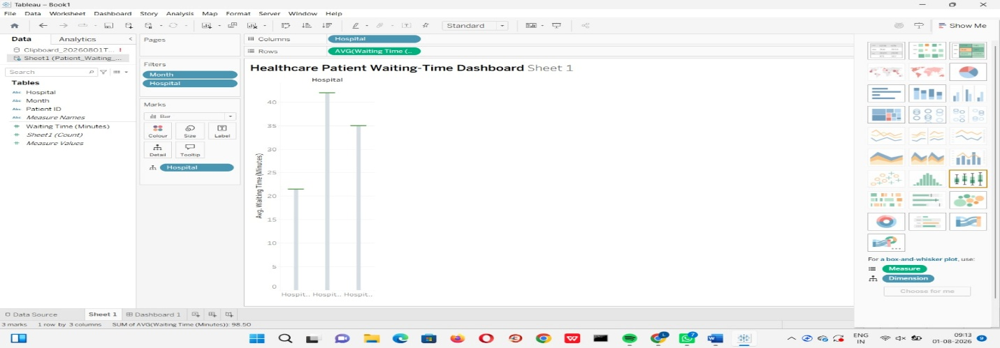 Tableau – Book1
File Data Worksheet Dashboard Story Analysis Map Format Server Window Help
Standard
Show Me
Data Analytics
Clipboard_20260801T... !
Sheet1 (Patient_Waiting_...
Search
Tables
Abc Hospital
Abc Month
Abc Patient ID
Abc Measure Names
# Waiting Time (Minutes)
# Sheet1 (Count)
# Measure Values
Pages
Filters
Month
Hospital
Marks
Bar
Colour Size Label
Detail Tooltip
Hospital
Columns Hospital
Rows AVG(Waiting Time (..
Healthcare Patient Waiting-Time Dashboard Sheet 1
Hospital
Avg. Waiting Time (Minutes)
40
35
30
25
20
15
10
5
0
Hospit.. Hospit.. Hospit..
For a box-and-whisker plot, use:
Measure
Dimension
Choose for me
Data Source Sheet 1 Dashboard 1
3 marks 1 row by 3 columns SUM of AVG(Waiting Time (Minutes)): 98.50
ENG
IN
09:13
01-08-2026